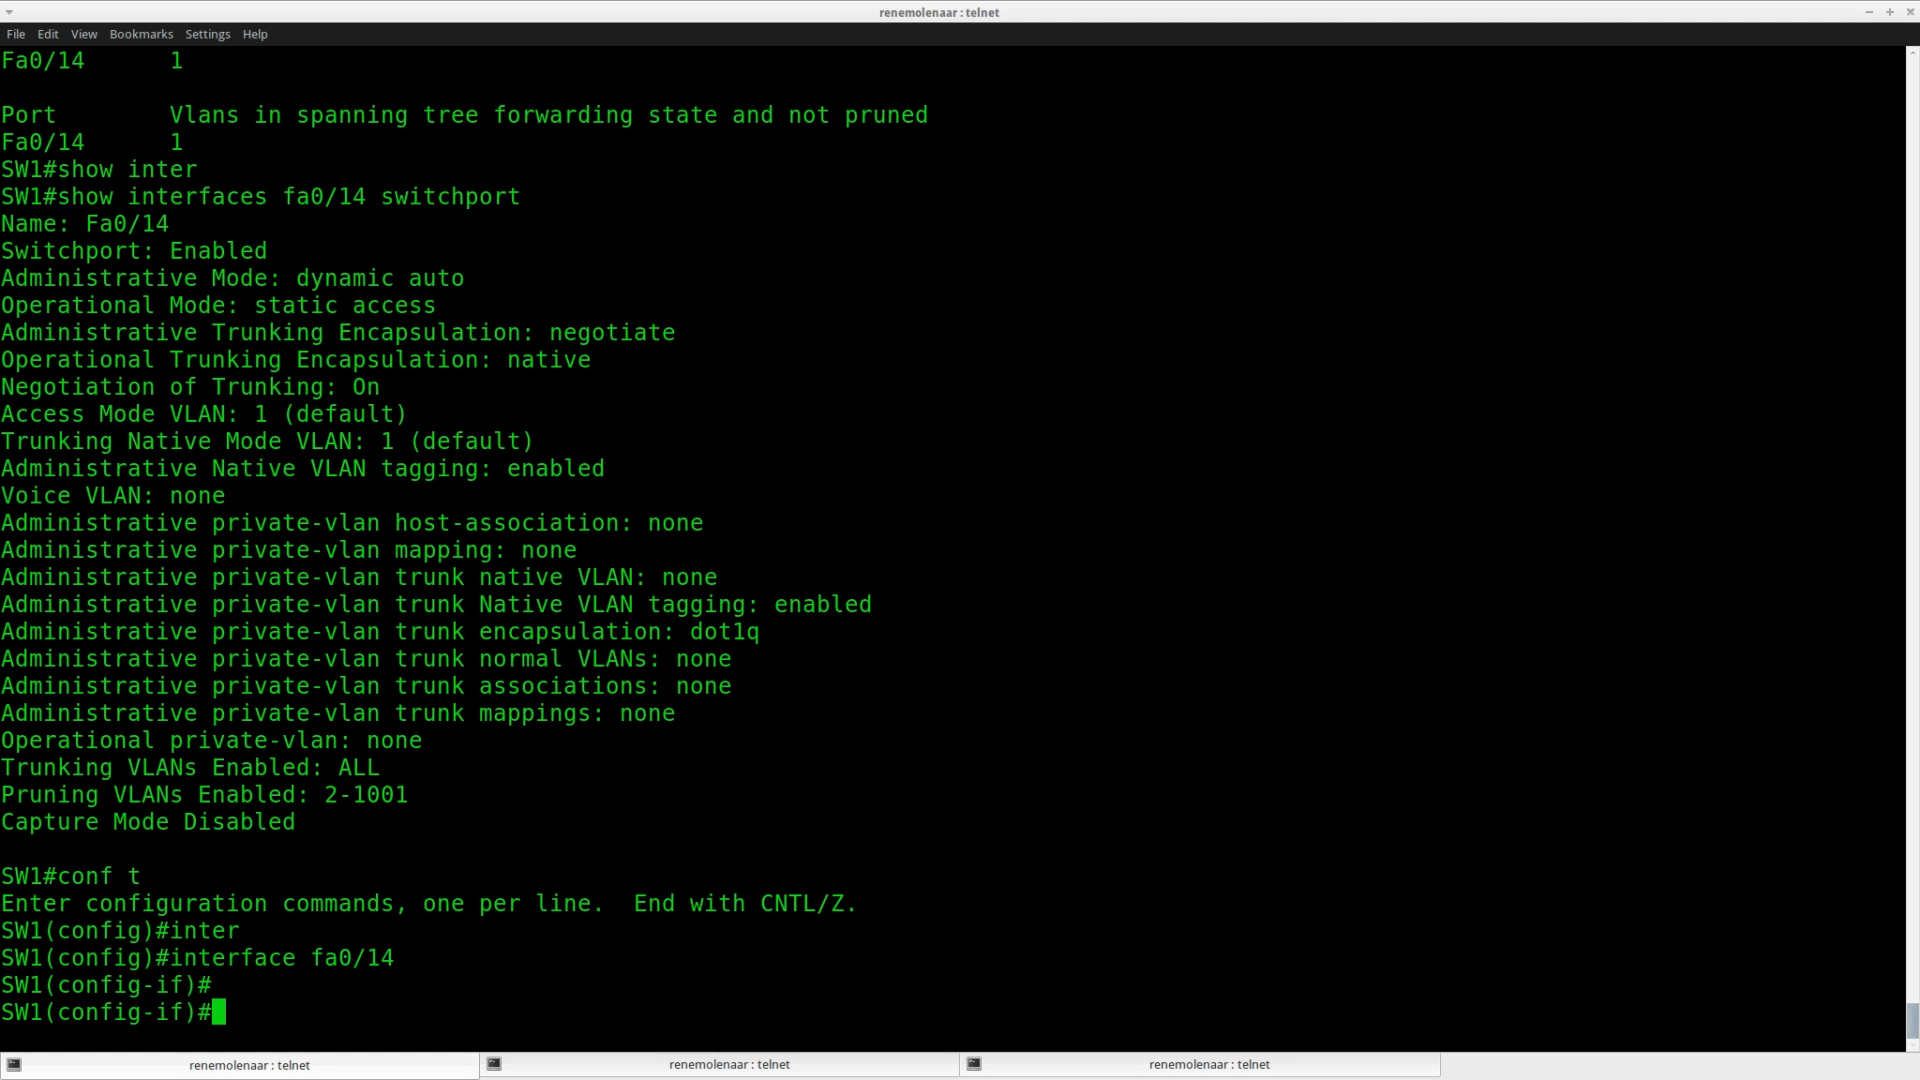 renemolenaar : telnet
File Edit View Bookmarks Settings Help
Fa0/14      1

Port        Vlans in spanning tree forwarding state and not pruned
Fa0/14      1
SW1#show inter
SW1#show interfaces fa0/14 switchport
Name: Fa0/14
Switchport: Enabled
Administrative Mode: dynamic auto
Operational Mode: static access
Administrative Trunking Encapsulation: negotiate
Operational Trunking Encapsulation: native
Negotiation of Trunking: On
Access Mode VLAN: 1 (default)
Trunking Native Mode VLAN: 1 (default)
Administrative Native VLAN tagging: enabled
Voice VLAN: none
Administrative private-vlan host-association: none
Administrative private-vlan mapping: none
Administrative private-vlan trunk native VLAN: none
Administrative private-vlan trunk Native VLAN tagging: enabled
Administrative private-vlan trunk encapsulation: dot1q
Administrative private-vlan trunk normal VLANs: none
Administrative private-vlan trunk associations: none
Administrative private-vlan trunk mappings: none
Operational private-vlan: none
Trunking VLANs Enabled: ALL
Pruning VLANs Enabled: 2-1001
Capture Mode Disabled

SW1#conf t
Enter configuration commands, one per line.  End with CNTL/Z.
SW1(config)#inter
SW1(config)#interface fa0/14
SW1(config-if)#
SW1(config-if)#
renemolenaar : telnet
renemolenaar : telnet
renemolenaar : telnet